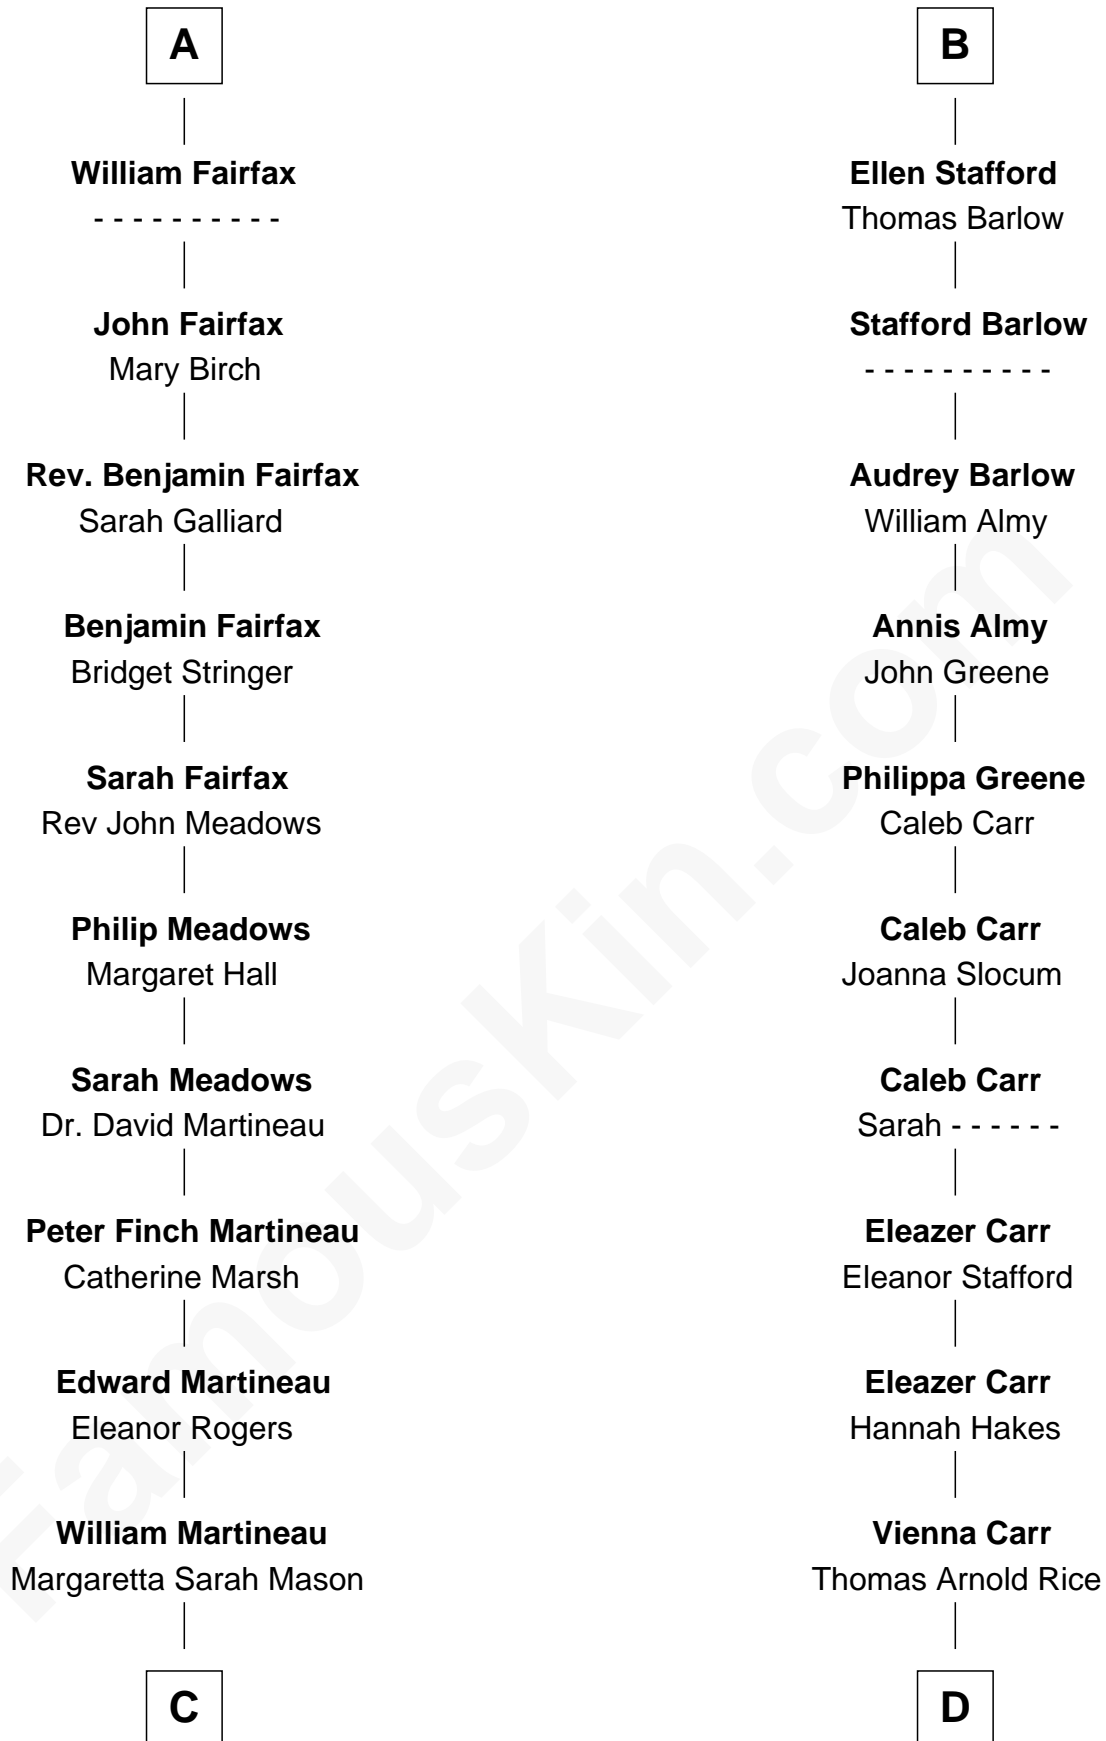 A
William Fairfax
- - - - - - - - - -
John Fairfax
Mary Birch
Rev. Benjamin Fairfax
Sarah Galliard
Benjamin Fairfax
Bridget Stringer
Sarah Fairfax
Rev John Meadows
Philip Meadows
Margaret Hall
Sarah Meadows
Dr. David Martineau
Peter Finch Martineau
Catherine Marsh
Edward Martineau
Eleanor Rogers
William Martineau
Margaretta Sarah Mason
C
B
Ellen Stafford
Thomas Barlow
Stafford Barlow
- - - - - - - - - -
Audrey Barlow
William Almy
Annis Almy
John Greene
Philippa Greene
Caleb Carr
Caleb Carr
Joanna Slocum
Caleb Carr
Sarah - - - - - -
Eleazer Carr
Eleanor Stafford
Eleazer Carr
Hannah Hakes
Vienna Carr
Thomas Arnold Rice
D
FamousKin.com